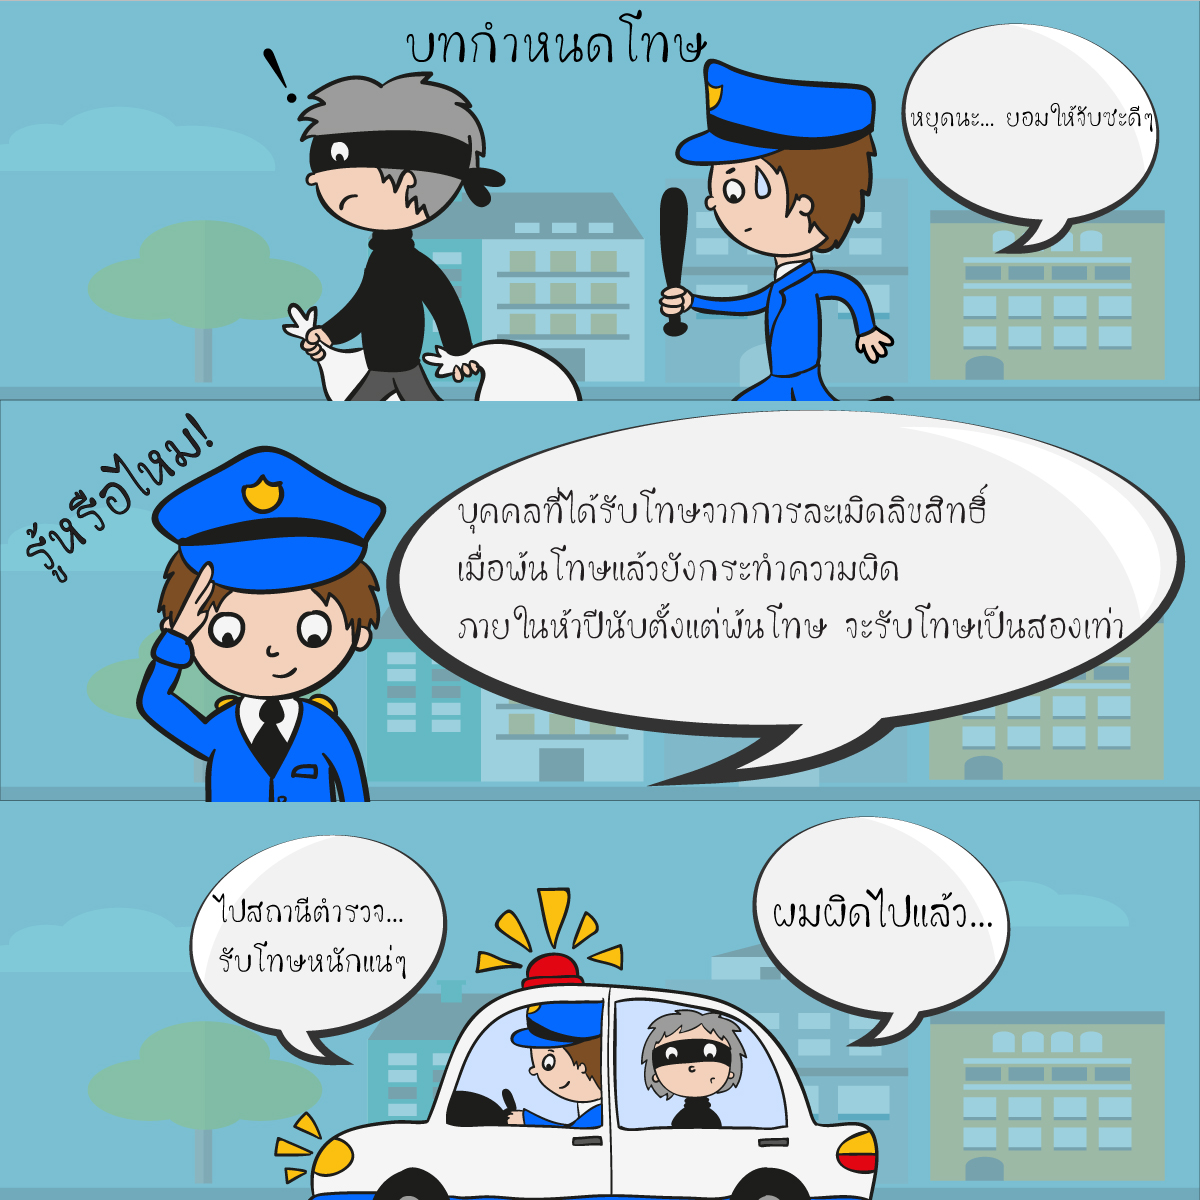 บทกำหนดโทษ
!
หยุดนะ... ยอมให้จับซะดีๆ
รู้หรือไหม!
บุคคลที่ได้รับโทษจากการละเมิดลิขสิทธิ์
เมื่อพ้นโทษแล้วยังกระทำความผิด
ภายในห้าปีนับตั้งแต่พ้นโทษ จะรับโทษเป็นสองเท่า
ไปสถานีตำรวจ...
รับโทษหนักแน่ๆ
ผมผิดไปแล้ว...